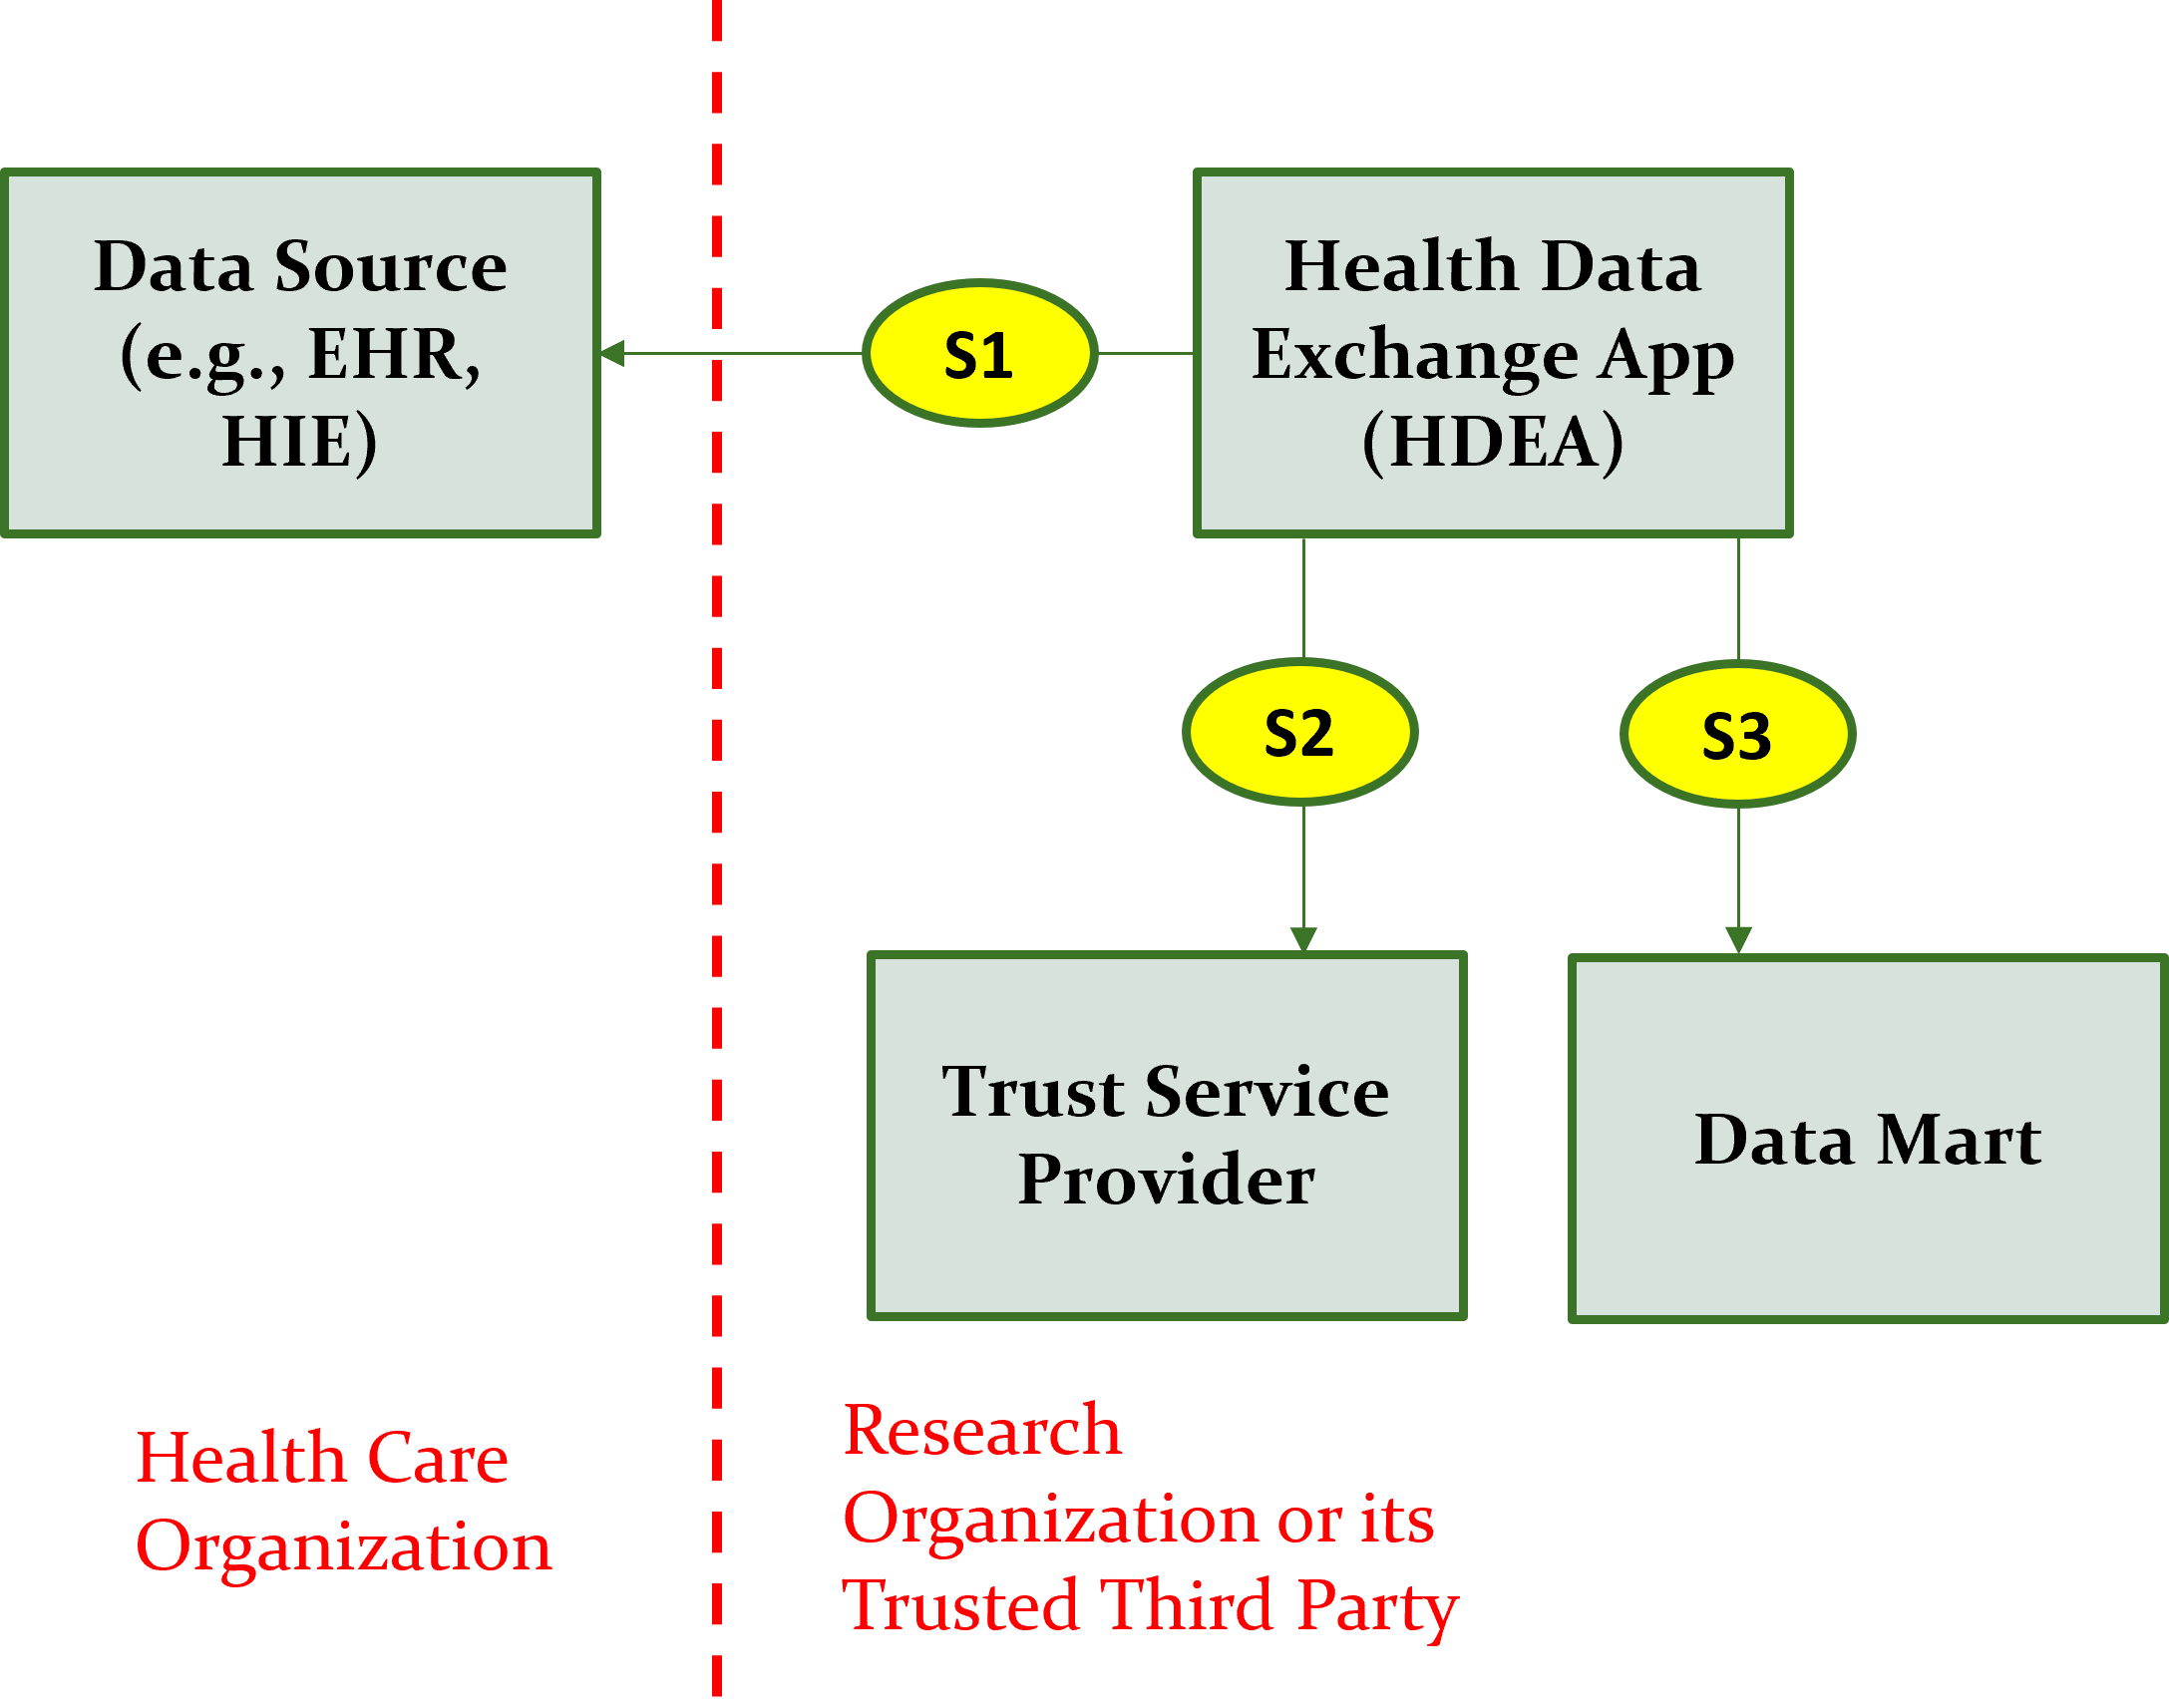 Data Source
(e.g., EHR,
HIE)
S1
Health Data
Exchange App
(HDEA)
S2
S3
Trust Service
Provider
Data Mart
Health Care
Organization
Research
Organization or its
Trusted Third Party